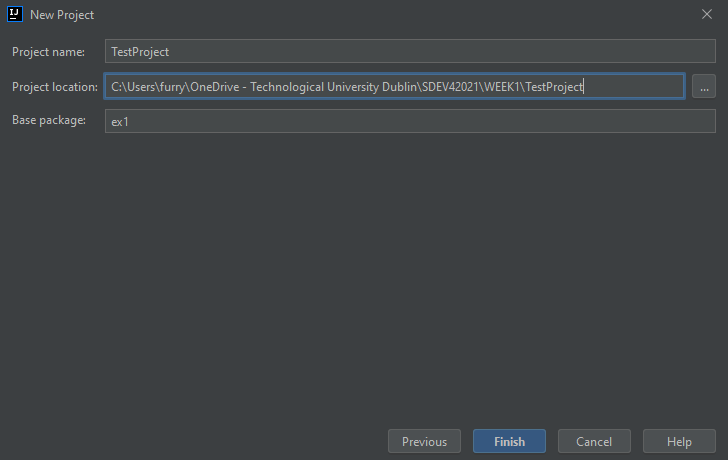 IJ New Project
Project name: TestProject
Project location: C:\Users\furry\OneDrive - Technological University Dublin\SDEV42021\WEEK1\TestProject ...
Base package: ex1
Previous Finish Cancel Help